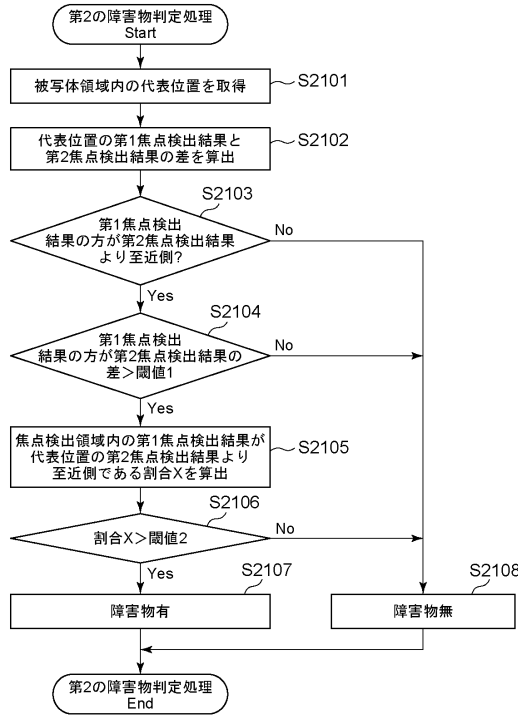 第2の障害物判定処理
Start
被写体領域内の代表位置を取得
S2101
代表位置の第1焦点検出結果と
第2焦点検出結果の差を算出
S2102
S2103
第1焦点検出
結果の方が第2焦点検出結果
より至近側?
No
Yes
S2104
第1焦点検出
結果の方が第2焦点検出結果の
差＞閾値1
No
Yes
焦点検出領域内の第1焦点検出結果が
代表位置の第2焦点検出結果より
至近側である割合Xを算出
S2105
S2106
割合X＞閾値2
No
Yes
S2107
障害物有
S2108
障害物無
第2の障害物判定処理
End